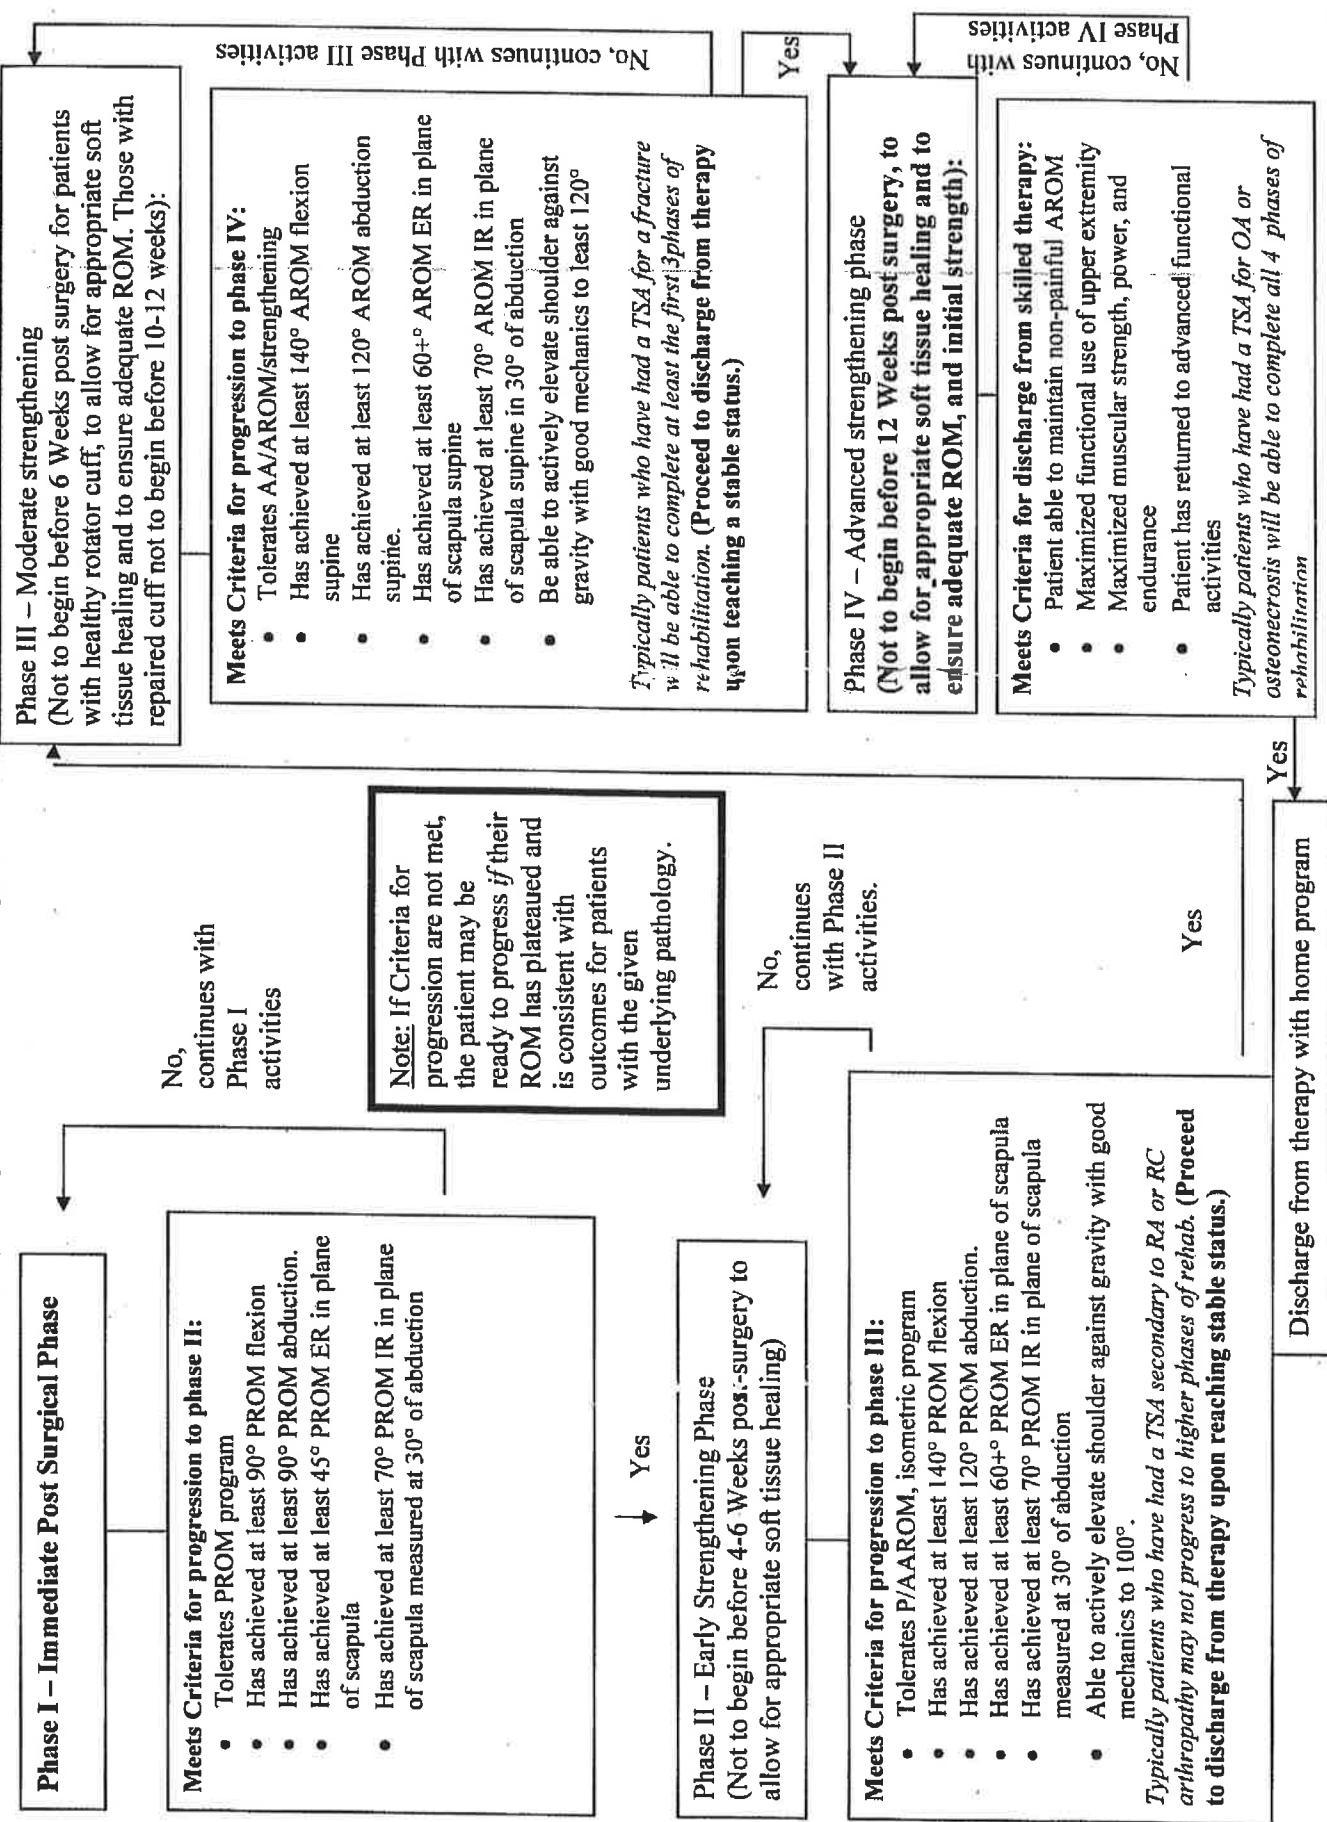 Phase I – Immediate Post Surgical Phase
No,
continues with
Phase I
activities
Meets Criteria for progression to phase II:
• Tolerates PROM program
• Has achieved at least 90° PROM flexion
• Has achieved at least 90° PROM abduction.
• Has achieved at least 45° PROM ER in plane
of scapula
• Has achieved at least 70° PROM IR in plane
of scapula measured at 30° of abduction
Yes
Note: If Criteria for
progression are not met,
the patient may be
ready to progress if their
ROM has plateaued and
is consistent with
outcomes for patients
with the given
underlying pathology.
Phase II – Early Strengthening Phase
(Not to begin before 4-6 Weeks post-surgery to
allow for appropriate soft tissue healing)
No,
continues
with Phase II
activities.
Meets Criteria for progression to phase III:
• Tolerates P/AAROM, isometric program
• Has achieved at least 140° PROM flexion
• Has achieved at least 120° PROM abduction.
• Has achieved at least 60+° PROM ER in plane of scapula
• Has achieved at least 70° PROM IR in plane of scapula
measured at 30° of abduction
• Able to actively elevate shoulder against gravity with good
mechanics to 100°.
Typically patients who have had a TSA secondary to RA or RC
arthropathy may not progress to higher phases of rehab. (Proceed
to discharge from therapy upon reaching stable status.)
Yes
Phase III – Moderate strengthening
(Not to begin before 6 Weeks post surgery for patients
with healthy rotator cuff, to allow for appropriate soft
tissue healing and to ensure adequate ROM. Those with
repaired cuff not to begin before 10-12 weeks):
No, continues with Phase III activities
Meets Criteria for progression to phase IV:
• Tolerates AA/AROM/strengthening
• Has achieved at least 140° AROM flexion
supine
• Has achieved at least 120° AROM abduction
supine.
• Has achieved at least 60+° AROM ER in plane
of scapula supine
• Has achieved at least 70° AROM IR in plane
of scapula supine in 30° of abduction
• Be able to actively elevate shoulder against
gravity with good mechanics to least 120°
Typically patients who have had a TSA for a fracture
will be able to complete at least the first 3phases of
rehabilitation. (Proceed to discharge from therapy
upon teaching a stable status.)
Yes
Phase IV – Advanced strengthening phase
(Not to begin before 12 Weeks post surgery, to
allow for appropriate soft tissue healing and to
ensure adequate ROM, and initial strength):
No, continues with
Phase IV activities
Meets Criteria for discharge from skilled therapy:
• Patient able to maintain non-painful AROM
• Maximized functional use of upper extremity
• Maximized muscular strength, power, and
endurance
• Patient has returned to advanced functional
activities
Typically patients who have had a TSA for OA or
osteonecrosis will be able to complete all 4 phases of
rehabilitation
Yes
Discharge from therapy with home program